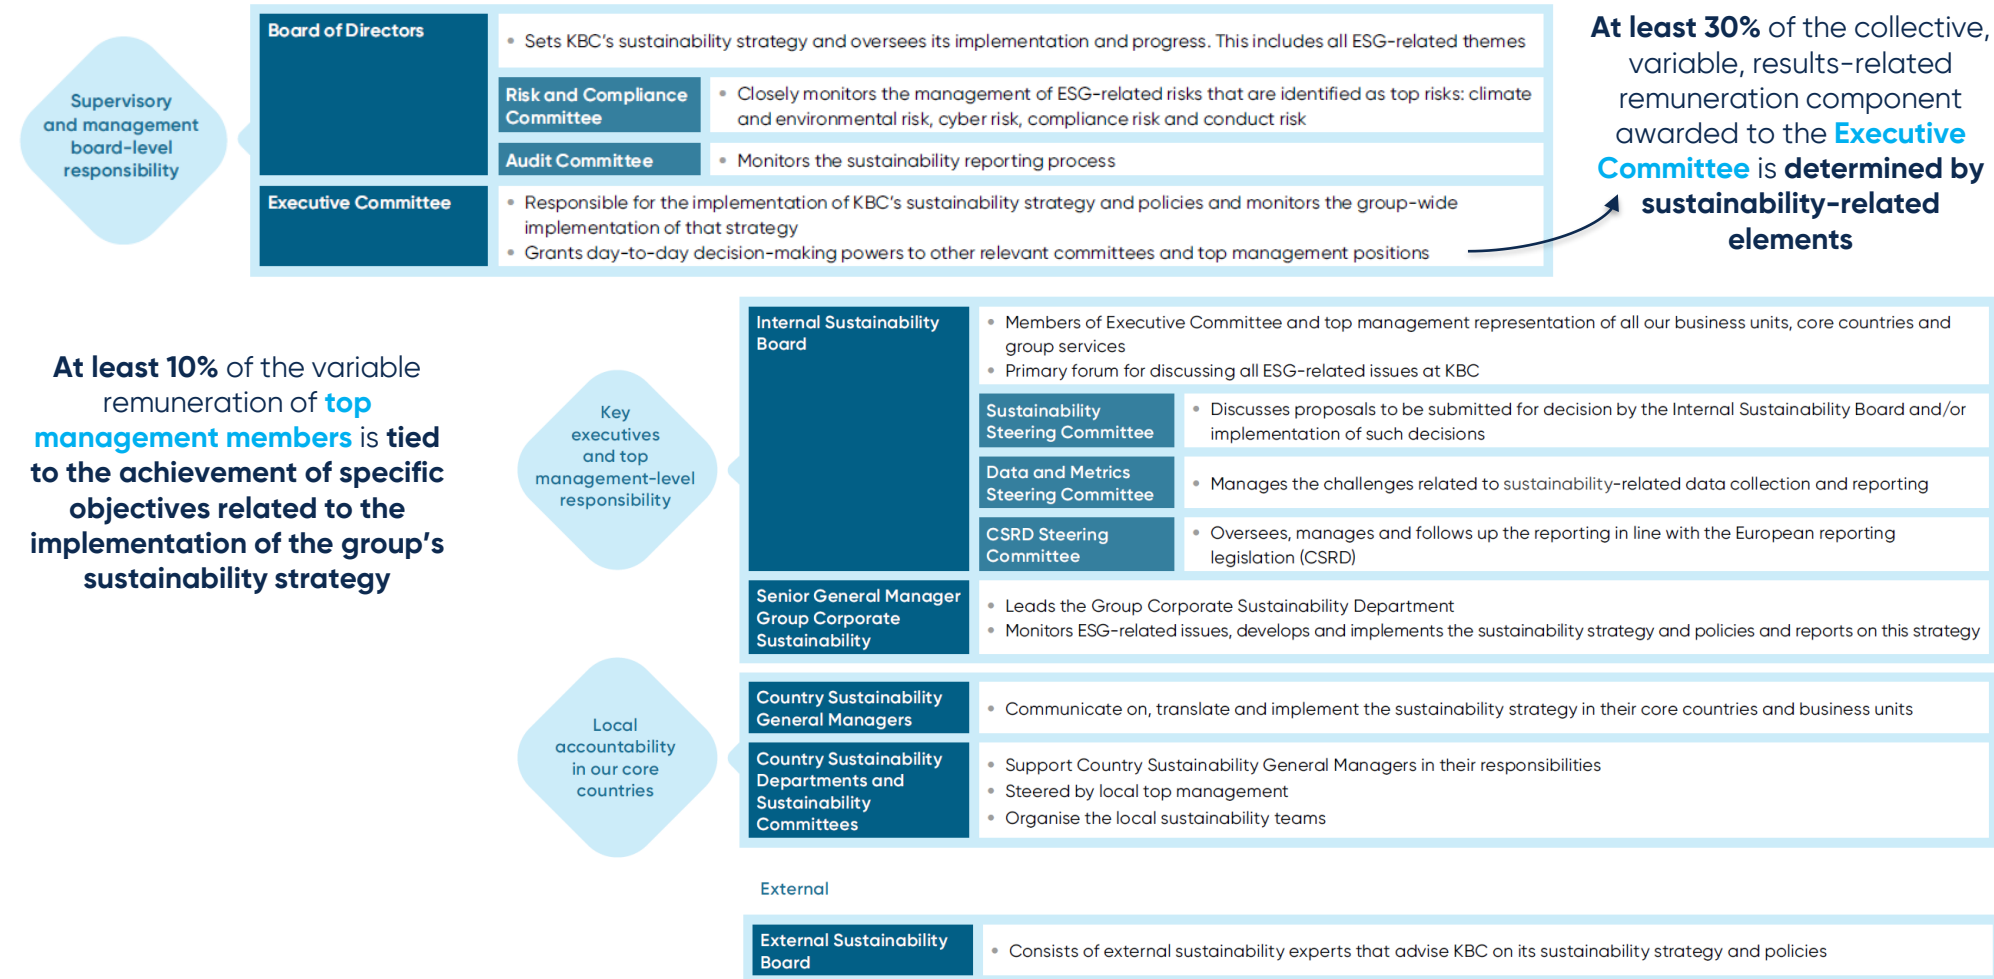 Supervisory
and management
board-level
responsibility
Board of Directors
• Sets KBC's sustainability strategy and oversees its implementation and progress. This includes all ESG-related themes
Risk and Compliance
Committee
• Closely monitors the management of ESG-related risks that are identified as top risks: climate
and environmental risk, cyber risk, compliance risk and conduct risk
Audit Committee
• Monitors the sustainability reporting process
Executive Committee
• Responsible for the implementation of KBC's sustainability strategy and policies and monitors the group-wide
implementation of that strategy
• Grants day-to-day decision-making powers to other relevant committees and top management positions
At least 30% of the collective,
variable, results-related
remuneration component
awarded to the Executive
Committee is determined by
sustainability-related
elements
At least 10% of the variable
remuneration of top
management members is tied
to the achievement of specific
objectives related to the
implementation of the group's
sustainability strategy
Key
executives
and top
management-level
responsibility
Internal Sustainability
Board
• Members of Executive Committee and top management representation of all our business units, core countries and
group services
• Primary forum for discussing all ESG-related issues at KBC
Sustainability
Steering Committee
• Discusses proposals to be submitted for decision by the Internal Sustainability Board and/or
implementation of such decisions
Data and Metrics
Steering Committee
• Manages the challenges related to sustainability-related data collection and reporting
CSRD Steering
Committee
• Oversees, manages and follows up the reporting in line with the European reporting
legislation (CSRD)
Senior General Manager
Group Corporate
Sustainability
• Leads the Group Corporate Sustainability Department
• Monitors ESG-related issues, develops and implements the sustainability strategy and policies and reports on this strategy
Local
accountability
in our core
countries
Country Sustainability
General Managers
• Communicate on, translate and implement the sustainability strategy in their core countries and business units
Country Sustainability
Departments and
Sustainability
Committees
• Support Country Sustainability General Managers in their responsibilities
• Steered by local top management
• Organise the local sustainability teams
External
External Sustainability
Board
• Consists of external sustainability experts that advise KBC on its sustainability strategy and policies